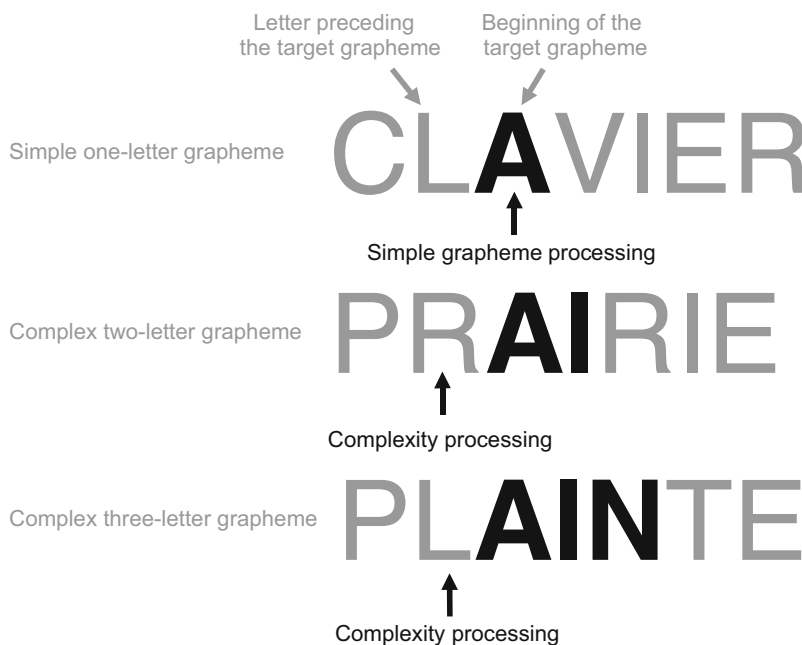 Letter preceding
the target grapheme
Beginning of the
target grapheme
Simple one-letter grapheme
CLAVIER
Simple grapheme processing
Complex two-letter grapheme
PRAIRIE
Complexity processing
Complex three-letter grapheme
PLAINTE
Complexity processing